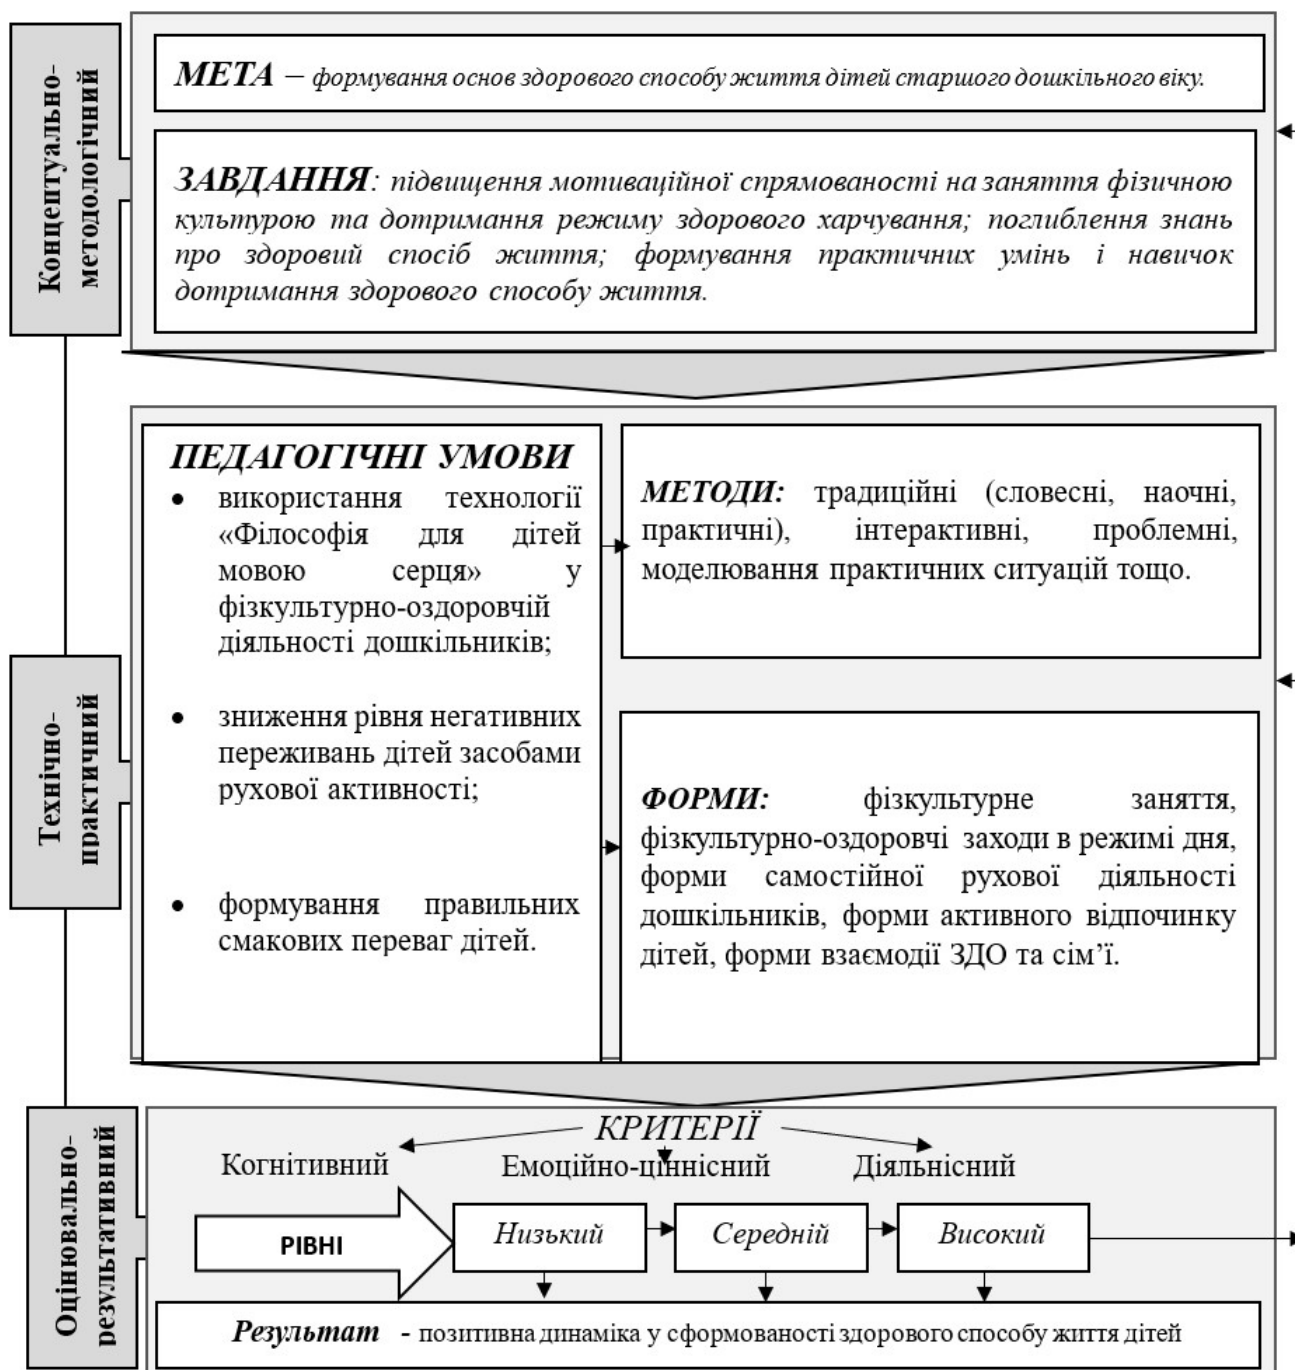 Концептуально-
методологічний
МЕТА – формування основ здорового способу життя дітей старшого дошкільного віку.
ЗАВДАННЯ: підвищення мотиваційної спрямованості на заняття фізичною
культурою та дотримання режиму здорового харчування; поглиблення знань
про здоровий спосіб життя; формування практичних умінь і навичок
дотримання здорового способу життя.
Технічно-
практичний
ПЕДАГОГІЧНІ УМОВИ
• використання технології
«Філософія для дітей
мовою серця» у
фізкультурно-оздоровчій
діяльності дошкільників;
• зниження рівня негативних
переживань дітей засобами
рухової активності;
• формування правильних
смакових переваг дітей.
МЕТОДИ: традиційні (словесні, наочні,
практичні), інтерактивні, проблемні,
моделювання практичних ситуацій тощо.
ФОРМИ: фізкультурне заняття,
фізкультурно-оздоровчі заходи в режимі дня,
форми самостійної рухової діяльності
дошкільників, форми активного відпочинку
дітей, форми взаємодії ЗДО та сім’ї.
Оцінювально-
результативний
КРИТЕРІЇ
Когнітивний Емоційно-ціннісний Діяльнісний
РІВНІ Низький Середній Високий
Результат - позитивна динаміка у сформованості здорового способу життя дітей